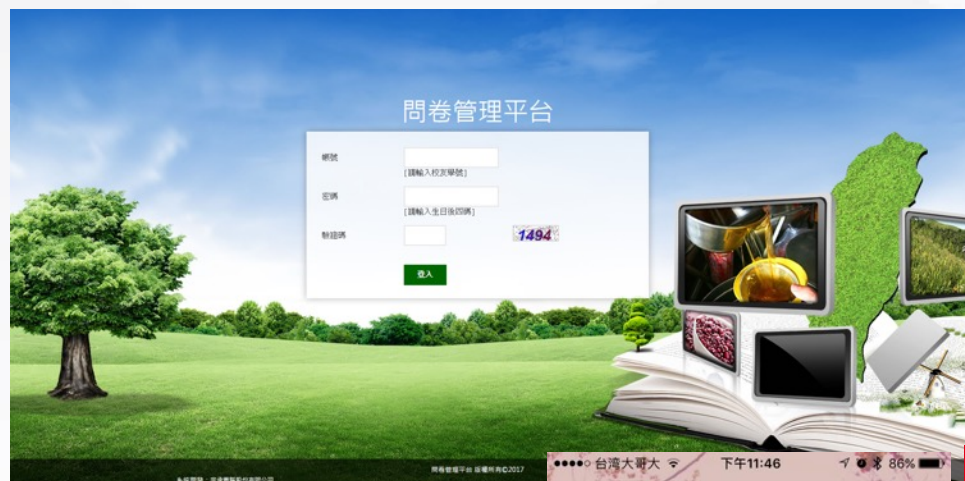 問卷管理平台
帳號
[請輸入校友學號]
密碼
[請輸入生日後四碼]
驗證碼
1494
登入
問卷管理平台 版權所有©2017
台湾大哥大 下午11:46 86%